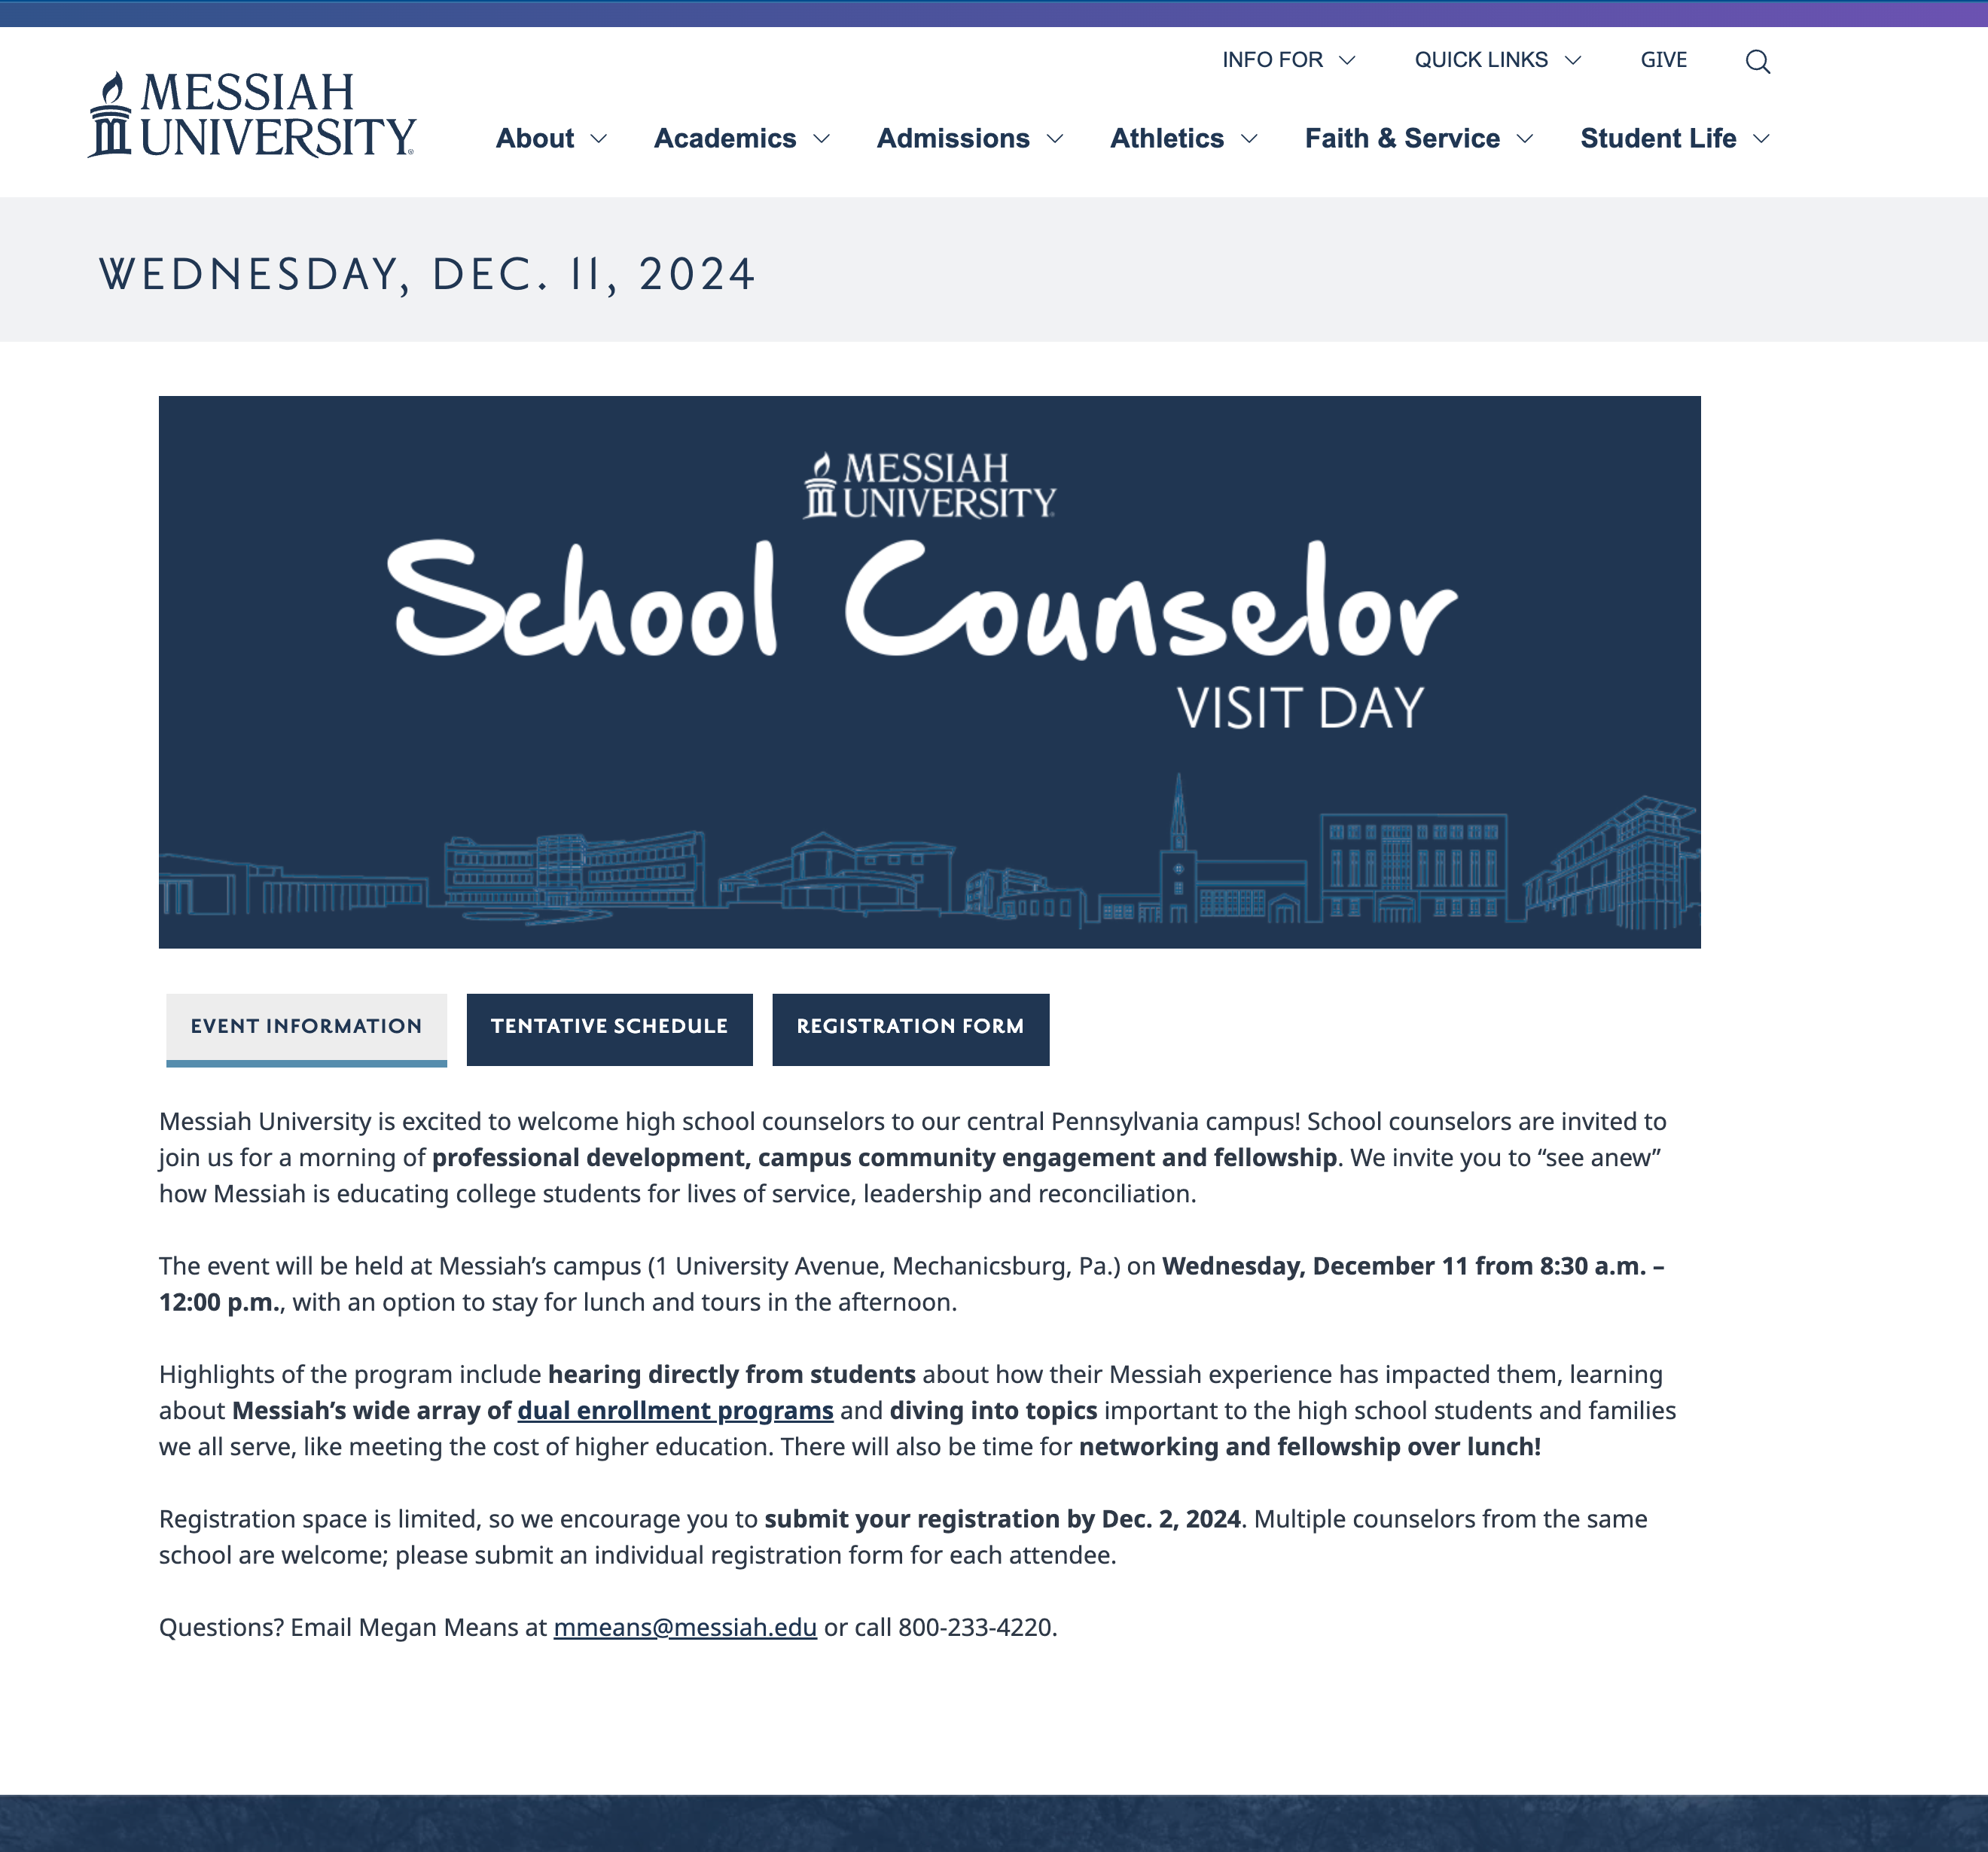 INFO FOR
QUICK LINKS
GIVE
MESSIAH
UNIVERSITY
About
Academics
Admissions
Athletics
Faith & Service
Student Life
WEDNESDAY, DEC. 11, 2024
MESSIAH
UNIVERSITY
School Counselor
VISIT DAY
EVENT INFORMATION
TENTATIVE SCHEDULE
REGISTRATION FORM
Messiah University is excited to welcome high school counselors to our central Pennsylvania campus! School counselors are invited to
join us for a morning of professional development, campus community engagement and fellowship. We invite you to “see anew”
how Messiah is educating college students for lives of service, leadership and reconciliation.
The event will be held at Messiah’s campus (1 University Avenue, Mechanicsburg, Pa.) on Wednesday, December 11 from 8:30 a.m. –
12:00 p.m., with an option to stay for lunch and tours in the afternoon.
Highlights of the program include hearing directly from students about how their Messiah experience has impacted them, learning
about Messiah’s wide array of dual enrollment programs and diving into topics important to the high school students and families
we all serve, like meeting the cost of higher education. There will also be time for networking and fellowship over lunch!
Registration space is limited, so we encourage you to submit your registration by Dec. 2, 2024. Multiple counselors from the same
school are welcome; please submit an individual registration form for each attendee.
Questions? Email Megan Means at mmeans@messiah.edu or call 800-233-4220.